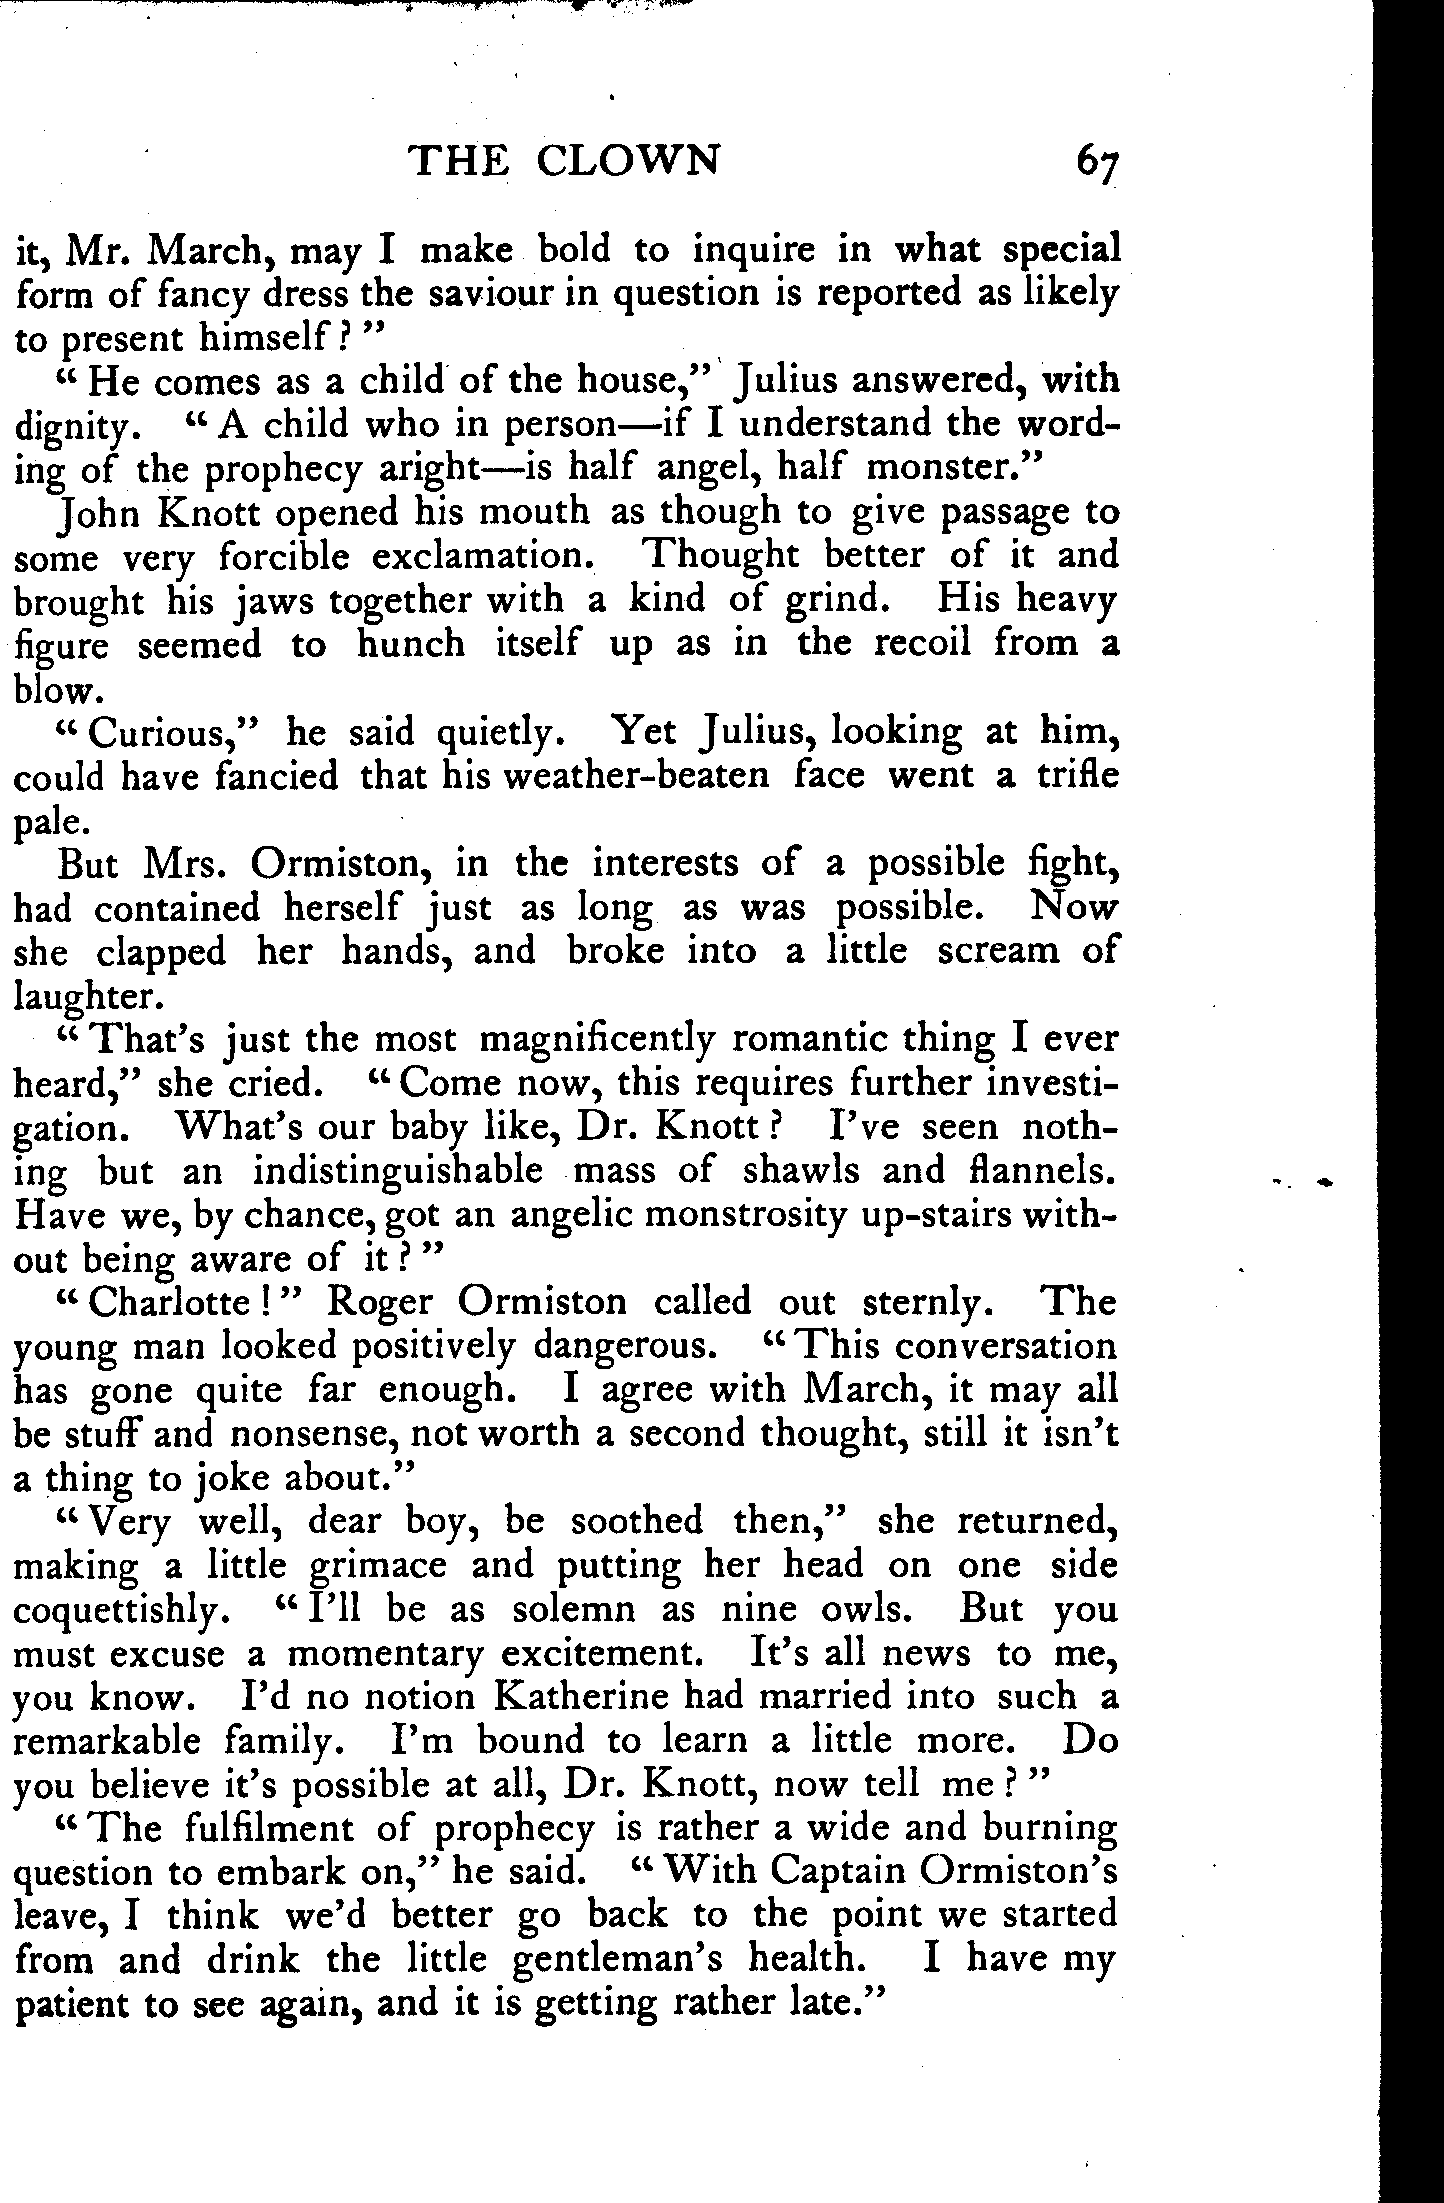 THE CLOWN 67
it, Mr. March, may I make bold to inquire in what special
form of fancy dress the saviour in question is reported as likely
to present himself?"
"He comes as a child of the house," Julius answered, with
dignity. "A child who in person—if I understand the word-
ing of the prophecy aright—is half angel, half monster."
John Knott opened his mouth as though to give passage to
some very forcible exclamation. Thought better of it and
brought his jaws together with a kind of grind. His heavy
figure seemed to hunch itself up as in the recoil from a
blow.
"Curious," he said quietly. Yet Julius, looking at him,
could have fancied that his weather-beaten face went a trifle
pale.
But Mrs. Ormiston, in the interests of a possible fight,
had contained herself just as long as was possible. Now
she clapped her hands, and broke into a little scream of
laughter.
"That's just the most magnificently romantic thing I ever
heard," she cried. "Come now, this requires further investi-
gation. What's our baby like, Dr. Knott? I've seen noth-
ing but an indistinguishable mass of shawls and flannels.
Have we, by chance, got an angelic monstrosity up-stairs with-
out being aware of it?"
"Charlotte!" Roger Ormiston called out sternly. The
young man looked positively dangerous. "This conversation
has gone quite far enough. I agree with March, it may all
be stuff and nonsense, not worth a second thought, still it isn't
a thing to joke about."
"Very well, dear boy, be soothed then," she returned,
making a little grimace and putting her head on one side
coquettishly. "I'll be as solemn as nine owls. But you
must excuse a momentary excitement. It's all news to me,
you know. I'd no notion Katherine had married into such a
remarkable family. I'm bound to learn a little more. Do
you believe it's possible at all, Dr. Knott, now tell me?"
"The fulfilment of prophecy is rather a wide and burning
question to embark on," he said. "With Captain Ormiston's
leave, I think we'd better go back to the point we started
from and drink the little gentleman's health. I have my
patient to see again, and it is getting rather late."